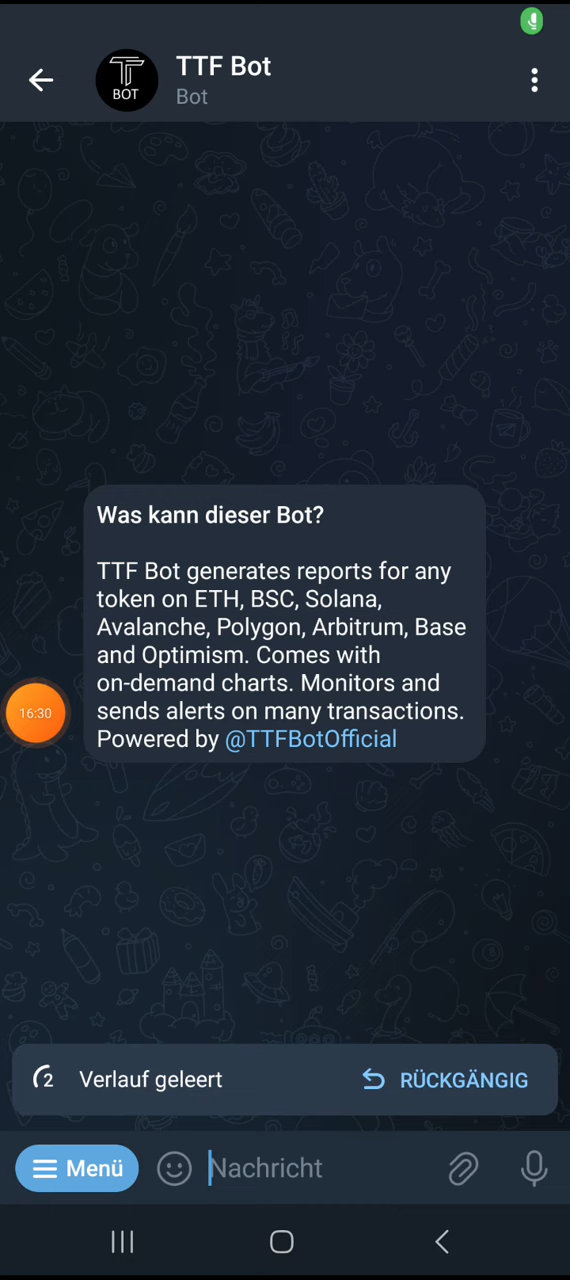 TTF Bot
BOT
Bot
Was kann dieser Bot?
TTF Bot generates reports for any
token on ETH, BSC, Solana,
Avalanche, Polygon, Arbitrum, Base
and Optimism. Comes with
on-demand charts. Monitors and
sends alerts on many transactions.
Powered by @TTFBotOfficial
16:30
2 Verlauf geleert RÜCKGÄNGIG
Menü Nachricht